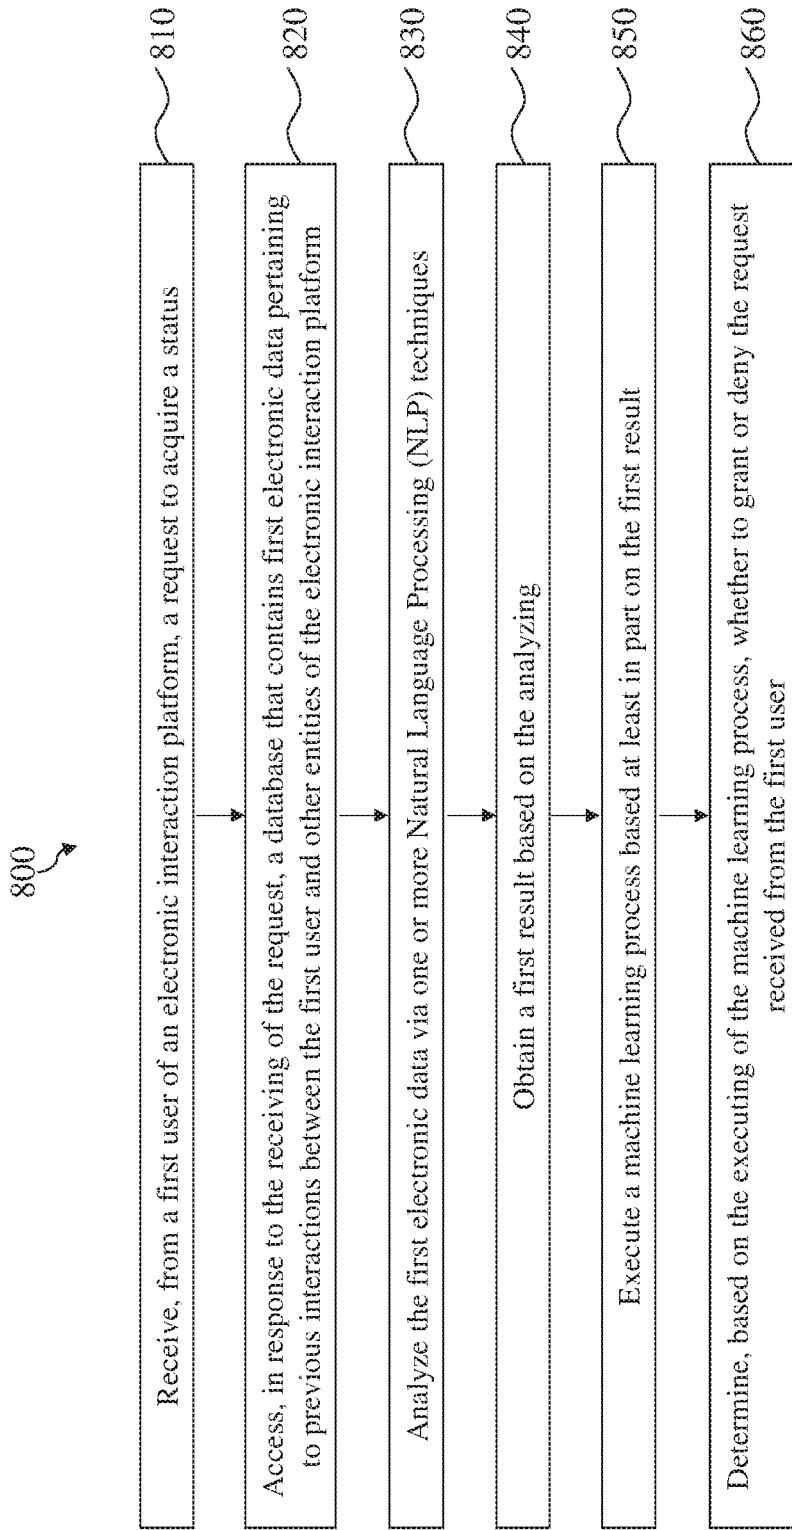 800
Receive, from a first user of an electronic interaction platform, a request to acquire a status
810
Access, in response to the receiving of the request, a database that contains first electronic data pertaining
to previous interactions between the first user and other entities of the electronic interaction platform
820
Analyze the first electronic data via one or more Natural Language Processing (NLP) techniques
830
Obtain a first result based on the analyzing
840
Execute a machine learning process based at least in part on the first result
850
Determine, based on the executing of the machine learning process, whether to grant or deny the request
received from the first user
860